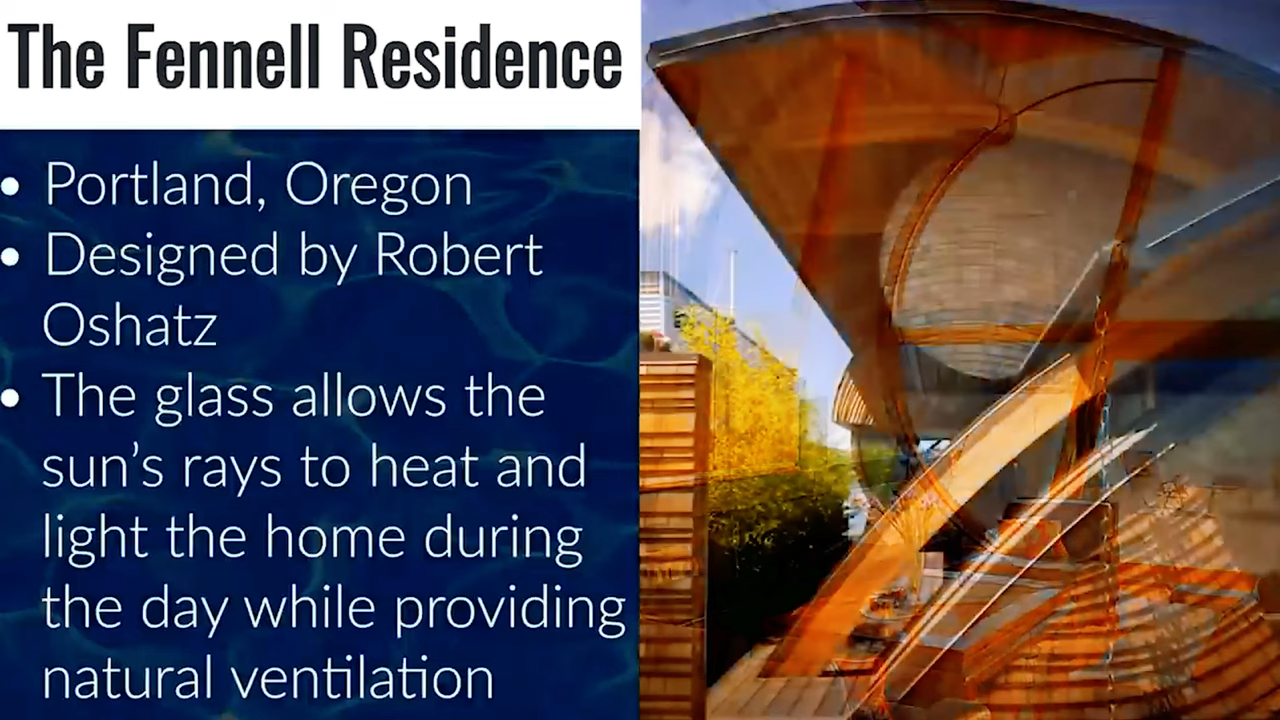 The Fennell Residence
• Portland, Oregon
• Designed by Robert
Oshatz
• The glass allows the
sun’s rays to heat and
light the home during
the day while providing
natural ventilation